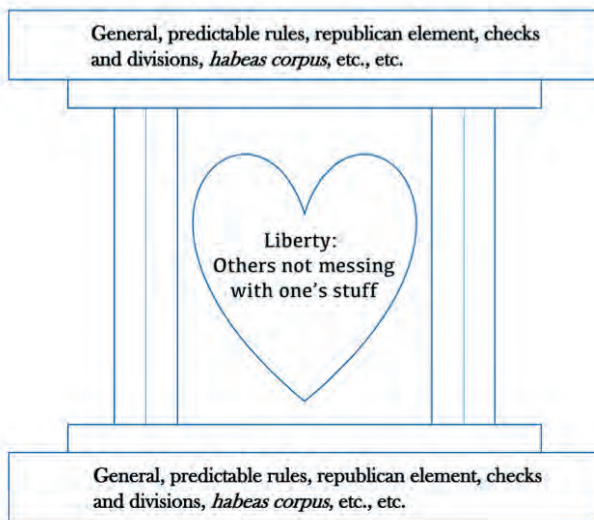 General, predictable rules, republican element, checks
and divisions, habeas corpus, etc., etc.
Liberty:
Others not messing
with one's stuff
General, predictable rules, republican element, checks
and divisions, habeas corpus, etc., etc.